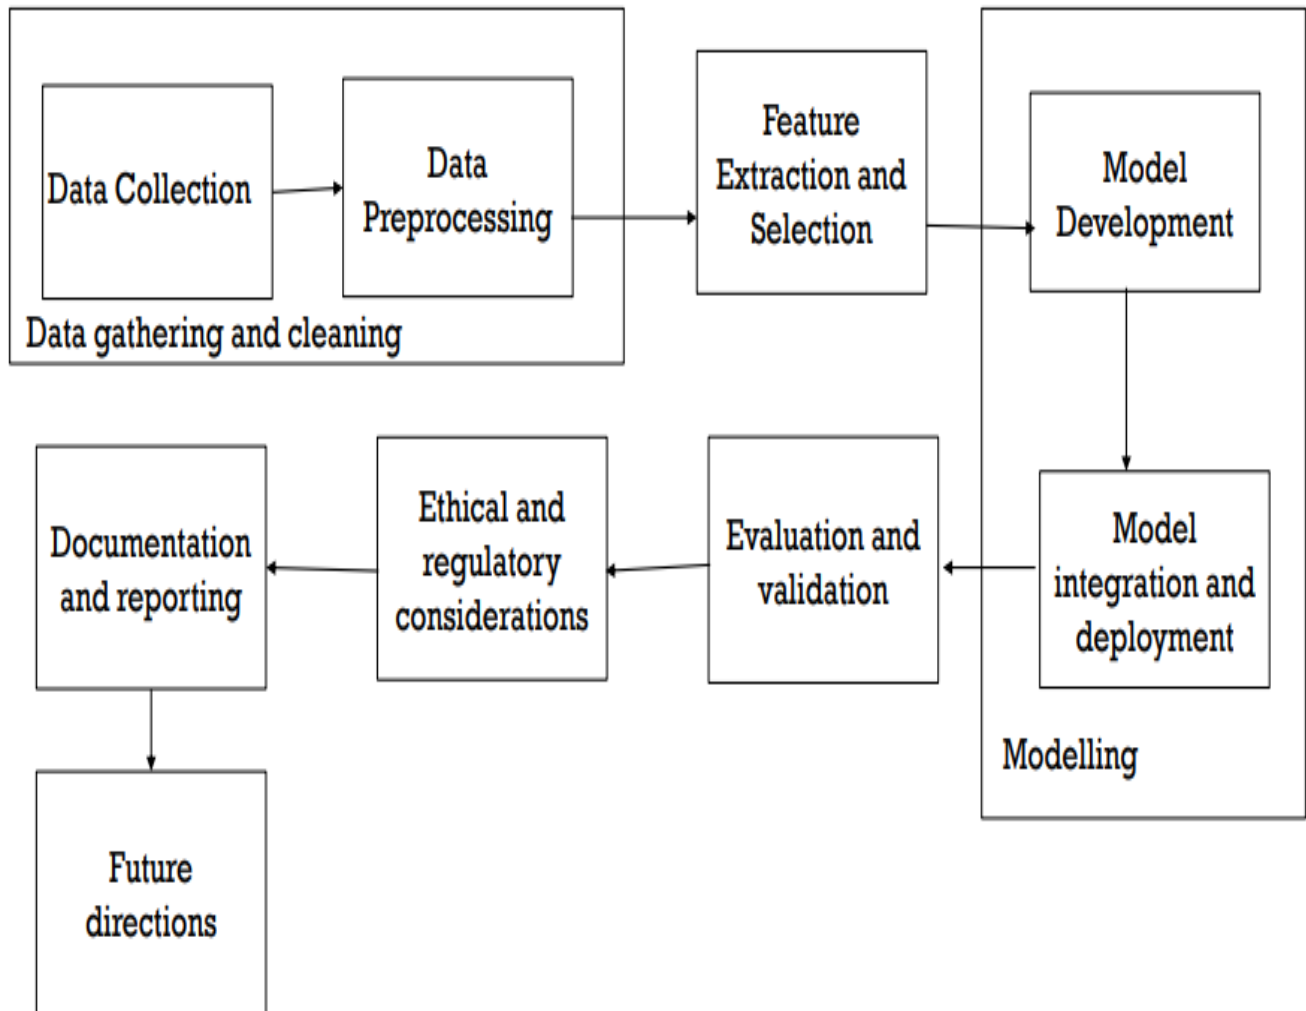 Data Collection
Data
Preprocessing
Data gathering and cleaning
Feature
Extraction and
Selection
Model
Development
Model
integration and
deployment
Modelling
Evaluation and
validation
Ethical and
regulatory
considerations
Documentation
and reporting
Future
directions